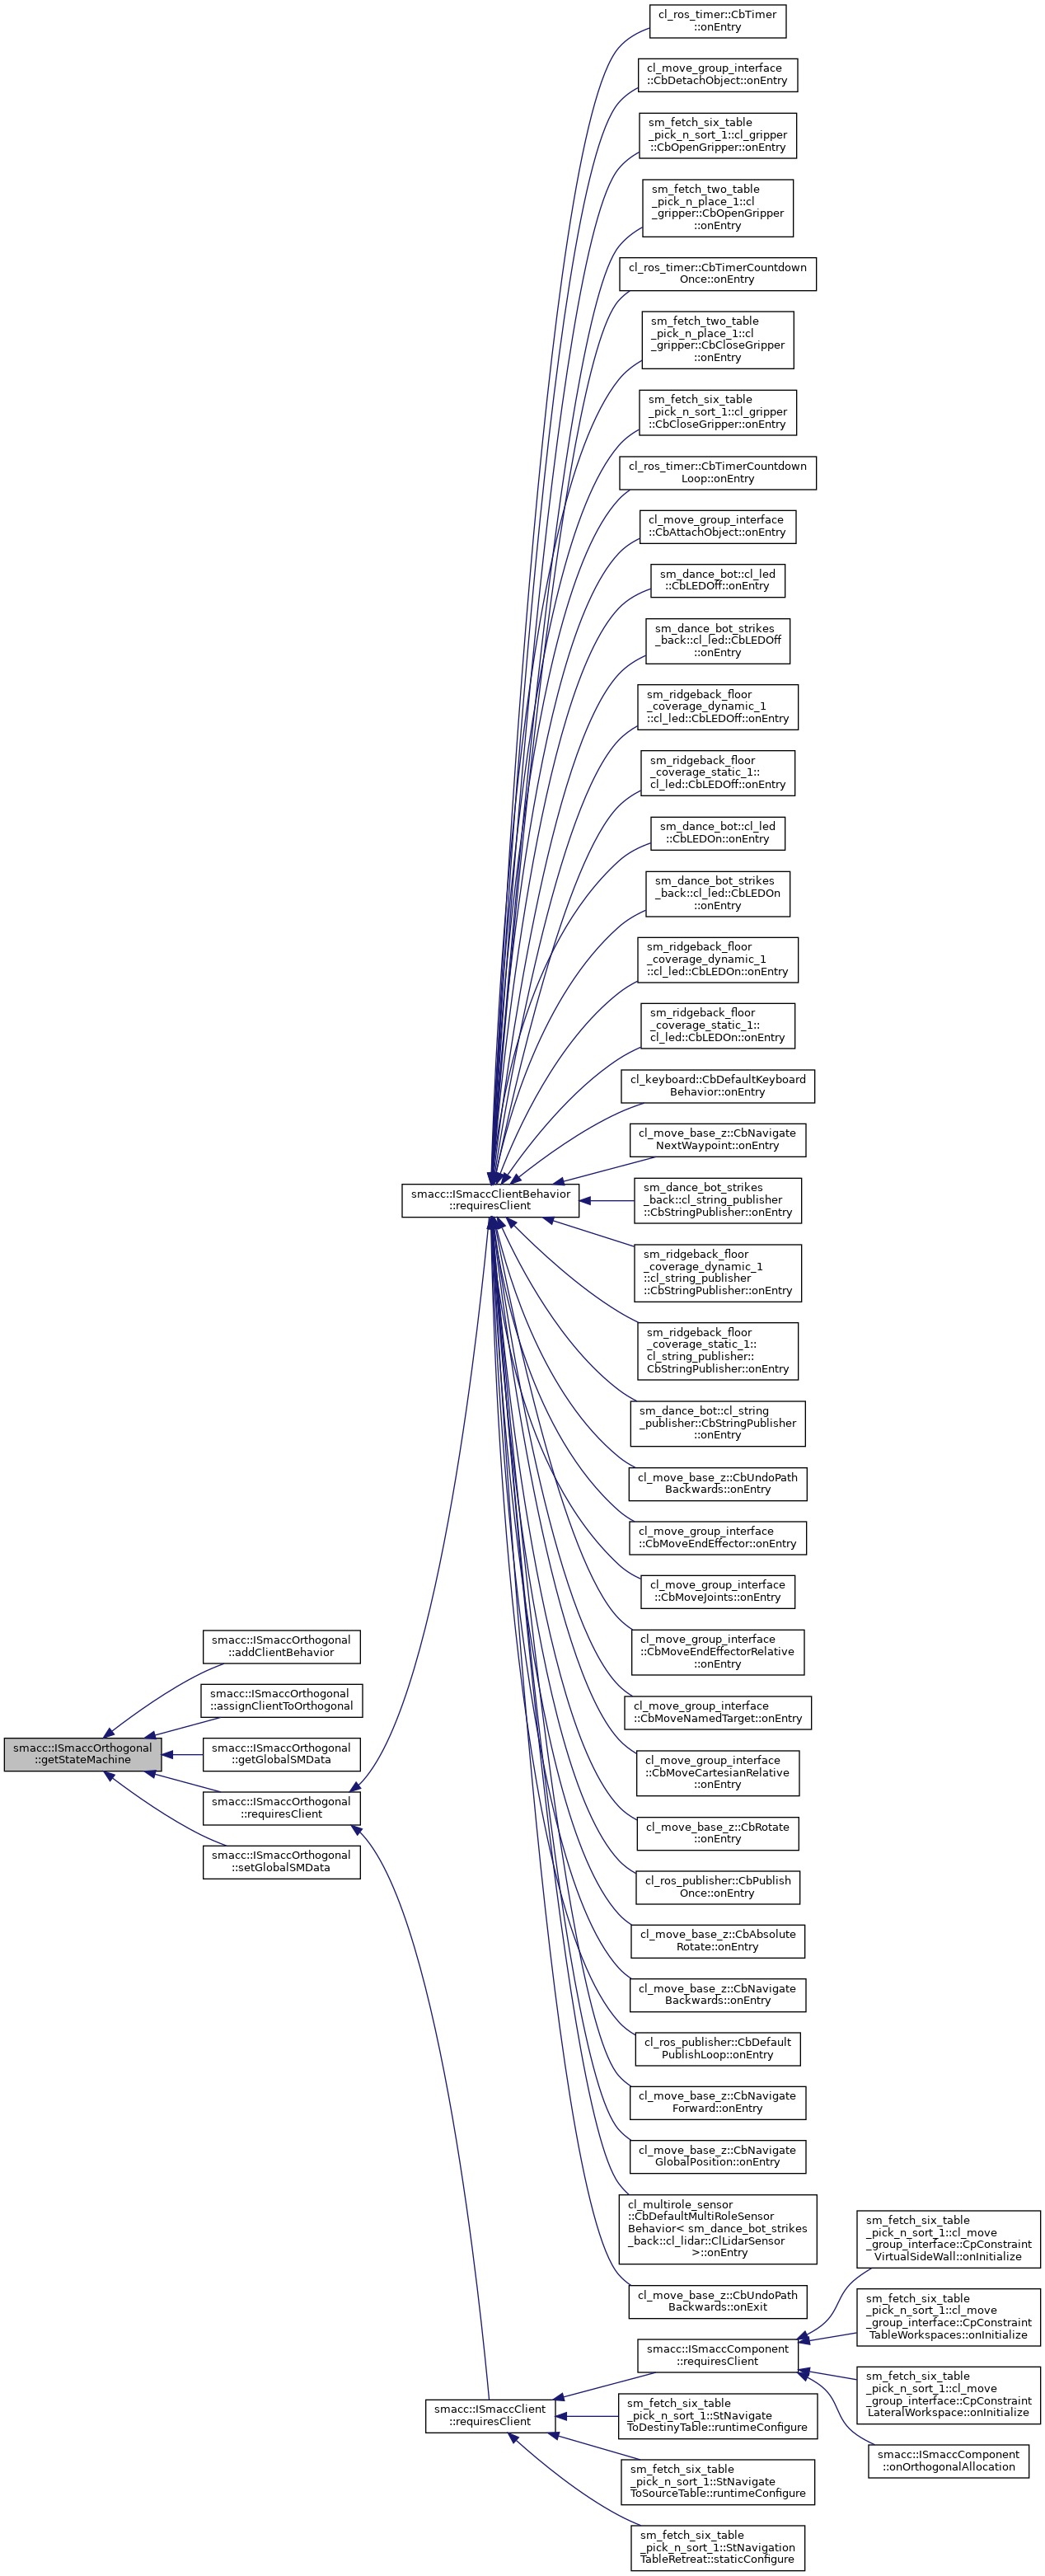 cl_ros_timer::CbTimer
::onEntry
cl_move_group_interface
::CbDetachObject::onEntry
sm_fetch_six_table
_pick_n_sort_1::cl_gripper
::CbOpenGripper::onEntry
sm_fetch_two_table
_pick_n_place_1::cl
_gripper::CbOpenGripper
::onEntry
cl_ros_timer::CbTimerCountdown
Once::onEntry
sm_fetch_two_table
_pick_n_place_1::cl
_gripper::CbCloseGripper
::onEntry
sm_fetch_six_table
_pick_n_sort_1::cl_gripper
::CbCloseGripper::onEntry
cl_ros_timer::CbTimerCountdown
Loop::onEntry
cl_move_group_interface
::CbAttachObject::onEntry
sm_dance_bot::cl_led
::CbLEDOff::onEntry
sm_dance_bot_strikes
_back::cl_led::CbLEDOff
::onEntry
sm_ridgeback_floor
_coverage_dynamic_1
::cl_led::CbLEDOff::onEntry
sm_ridgeback_floor
_coverage_static_1::
cl_led::CbLEDOff::onEntry
sm_dance_bot::cl_led
::CbLEDOn::onEntry
sm_dance_bot_strikes
_back::cl_led::CbLEDOn
::onEntry
sm_ridgeback_floor
_coverage_dynamic_1
::cl_led::CbLEDOn::onEntry
sm_ridgeback_floor
_coverage_static_1::
cl_led::CbLEDOn::onEntry
cl_keyboard::CbDefaultKeyboard
Behavior::onEntry
cl_move_base_z::CbNavigate
NextWaypoint::onEntry
smacc::ISmaccClientBehavior
::requiresClient
sm_dance_bot_strikes
_back::cl_string_publisher
::CbStringPublisher::onEntry
sm_ridgeback_floor
_coverage_dynamic_1
::cl_string_publisher
::CbStringPublisher::onEntry
sm_ridgeback_floor
_coverage_static_1::
cl_string_publisher::
CbStringPublisher::onEntry
sm_dance_bot::cl_string
_publisher::CbStringPublisher
::onEntry
cl_move_base_z::CbUndoPath
Backwards::onEntry
cl_move_group_interface
::CbMoveEndEffector::onEntry
cl_move_group_interface
::CbMoveJoints::onEntry
cl_move_group_interface
::CbMoveEndEffectorRelative
::onEntry
cl_move_group_interface
::CbMoveNamedTarget::onEntry
cl_move_group_interface
::CbMoveCartesianRelative
::onEntry
cl_move_base_z::CbRotate
::onEntry
cl_ros_publisher::CbPublish
Once::onEntry
cl_move_base_z::CbAbsolute
Rotate::onEntry
cl_move_base_z::CbNavigate
Backwards::onEntry
cl_ros_publisher::CbDefault
PublishLoop::onEntry
cl_move_base_z::CbNavigate
Forward::onEntry
cl_move_base_z::CbNavigate
GlobalPosition::onEntry
cl_multirole_sensor
::CbDefaultMultiRoleSensor
Behavior< sm_dance_bot_strikes
_back::cl_lidar::ClLidarSensor
>::onEntry
cl_move_base_z::CbUndoPath
Backwards::onExit
smacc::ISmaccOrthogonal
::addClientBehavior
smacc::ISmaccOrthogonal
::assignClientToOrthogonal
smacc::ISmaccOrthogonal
::getStateMachine
smacc::ISmaccOrthogonal
::getGlobalSMData
smacc::ISmaccOrthogonal
::requiresClient
smacc::ISmaccOrthogonal
::setGlobalSMData
smacc::ISmaccClient
::requiresClient
smacc::ISmaccComponent
::requiresClient
sm_fetch_six_table
_pick_n_sort_1::StNavigate
ToDestinyTable::runtimeConfigure
sm_fetch_six_table
_pick_n_sort_1::StNavigate
ToSourceTable::runtimeConfigure
sm_fetch_six_table
_pick_n_sort_1::StNavigation
TableRetreat::staticConfigure
sm_fetch_six_table
_pick_n_sort_1::cl_move
_group_interface::CpConstraint
VirtualSideWall::onInitialize
sm_fetch_six_table
_pick_n_sort_1::cl_move
_group_interface::CpConstraint
TableWorkspaces::onInitialize
sm_fetch_six_table
_pick_n_sort_1::cl_move
_group_interface::CpConstraint
LateralWorkspace::onInitialize
smacc::ISmaccComponent
::onOrthogonalAllocation